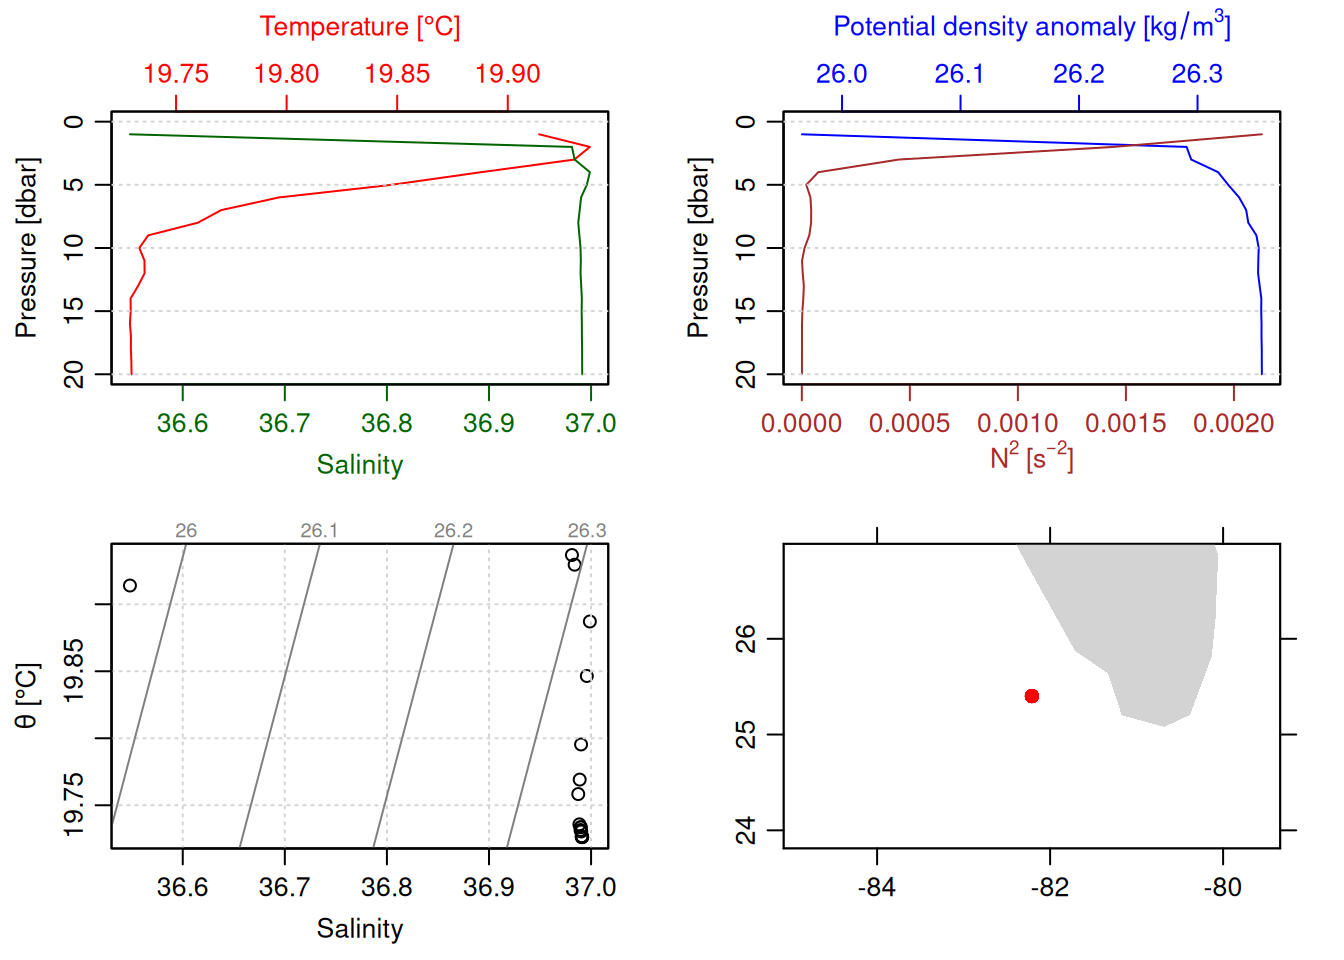 Temperature [°C]
19.75 19.80 19.85 19.90
Pressure [dbar]
0
5
10
15
20
36.6 36.7 36.8 36.9 37.0
Salinity
Potential density anomaly [kg/m³]
26.0 26.1 26.2 26.3
Pressure [dbar]
0
5
10
15
20
0.0000 0.0005 0.0010 0.0015 0.0020
N² [s⁻²]
26 26.1 26.2 26.3
θ [°C]
19.85
19.75
36.6 36.7 36.8 36.9 37.0
Salinity
26
25
24
-84 -82 -80